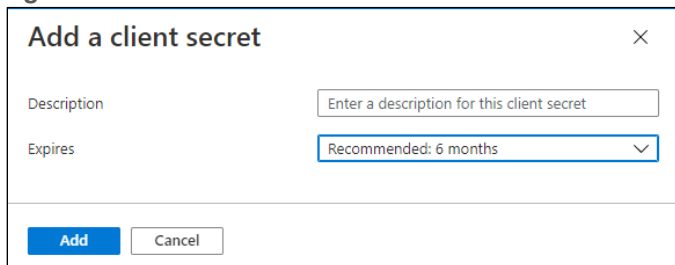 Add a client secret
Description
Enter a description for this client secret
Expires
Recommended: 6 months
Add
Cancel